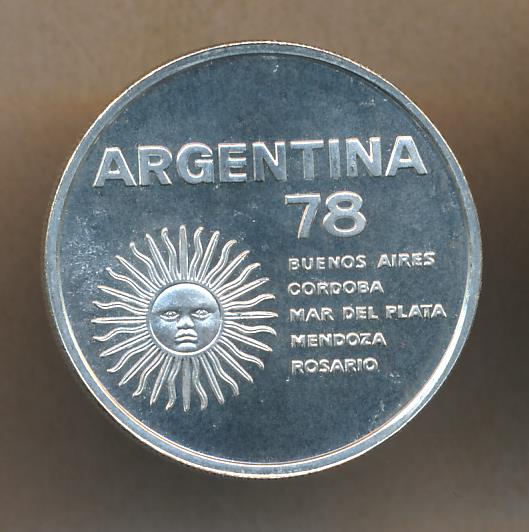 ARGENTINA
78
BUENOS AIRES
CORDOBA
MAR DEL PLATA
MENDOZA
ROSARIO